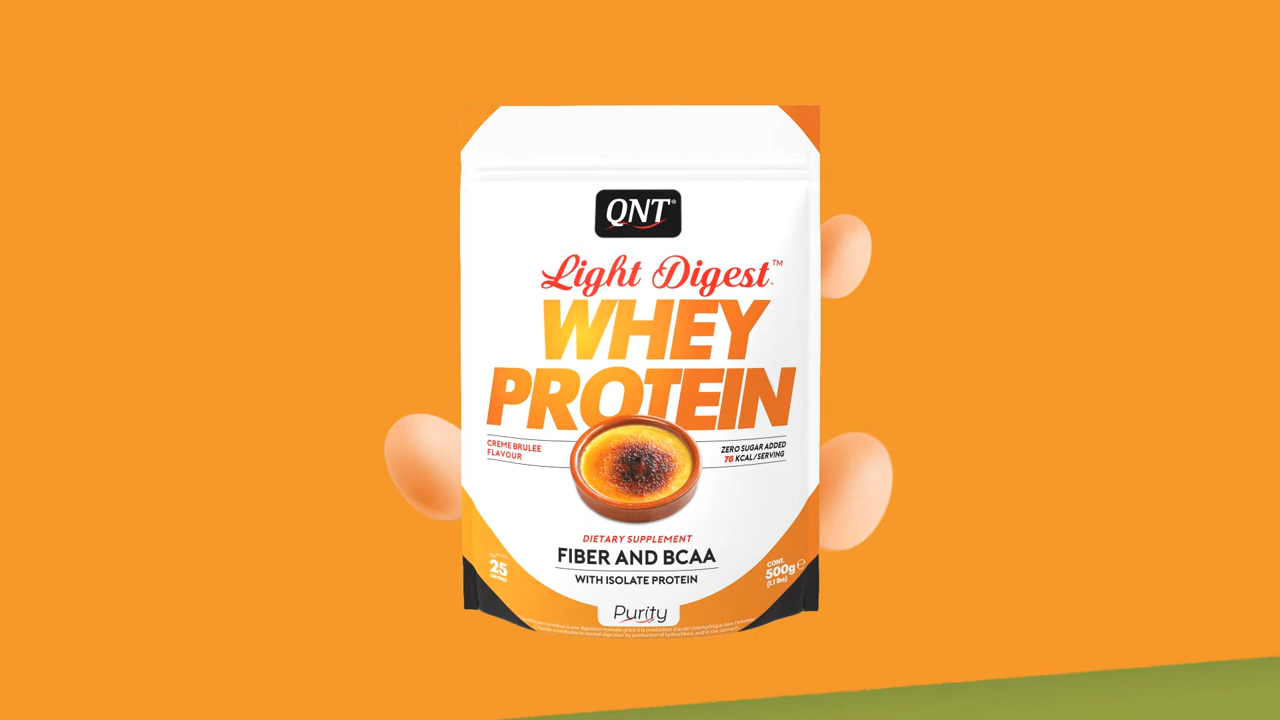 QNT®
Light Digest™
WHEY
PROTEIN
CREME BRULEE
FLAVOUR
ZERO SUGAR ADDED
76 KCAL/SERVING
DIETARY SUPPLEMENT
FIBER AND BCAA
WITH ISOLATE PROTEIN
25
CONT.
500g ℮
(1.1 lbs)
Purity